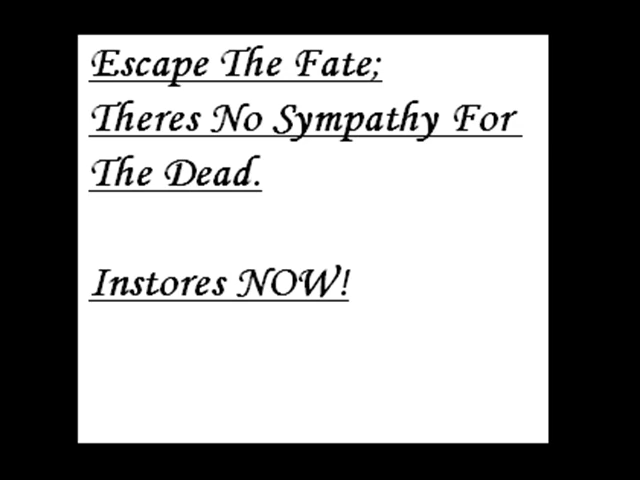 Escape The Fate;
Theres No Sympathy For
The Dead.
Instores NOW!